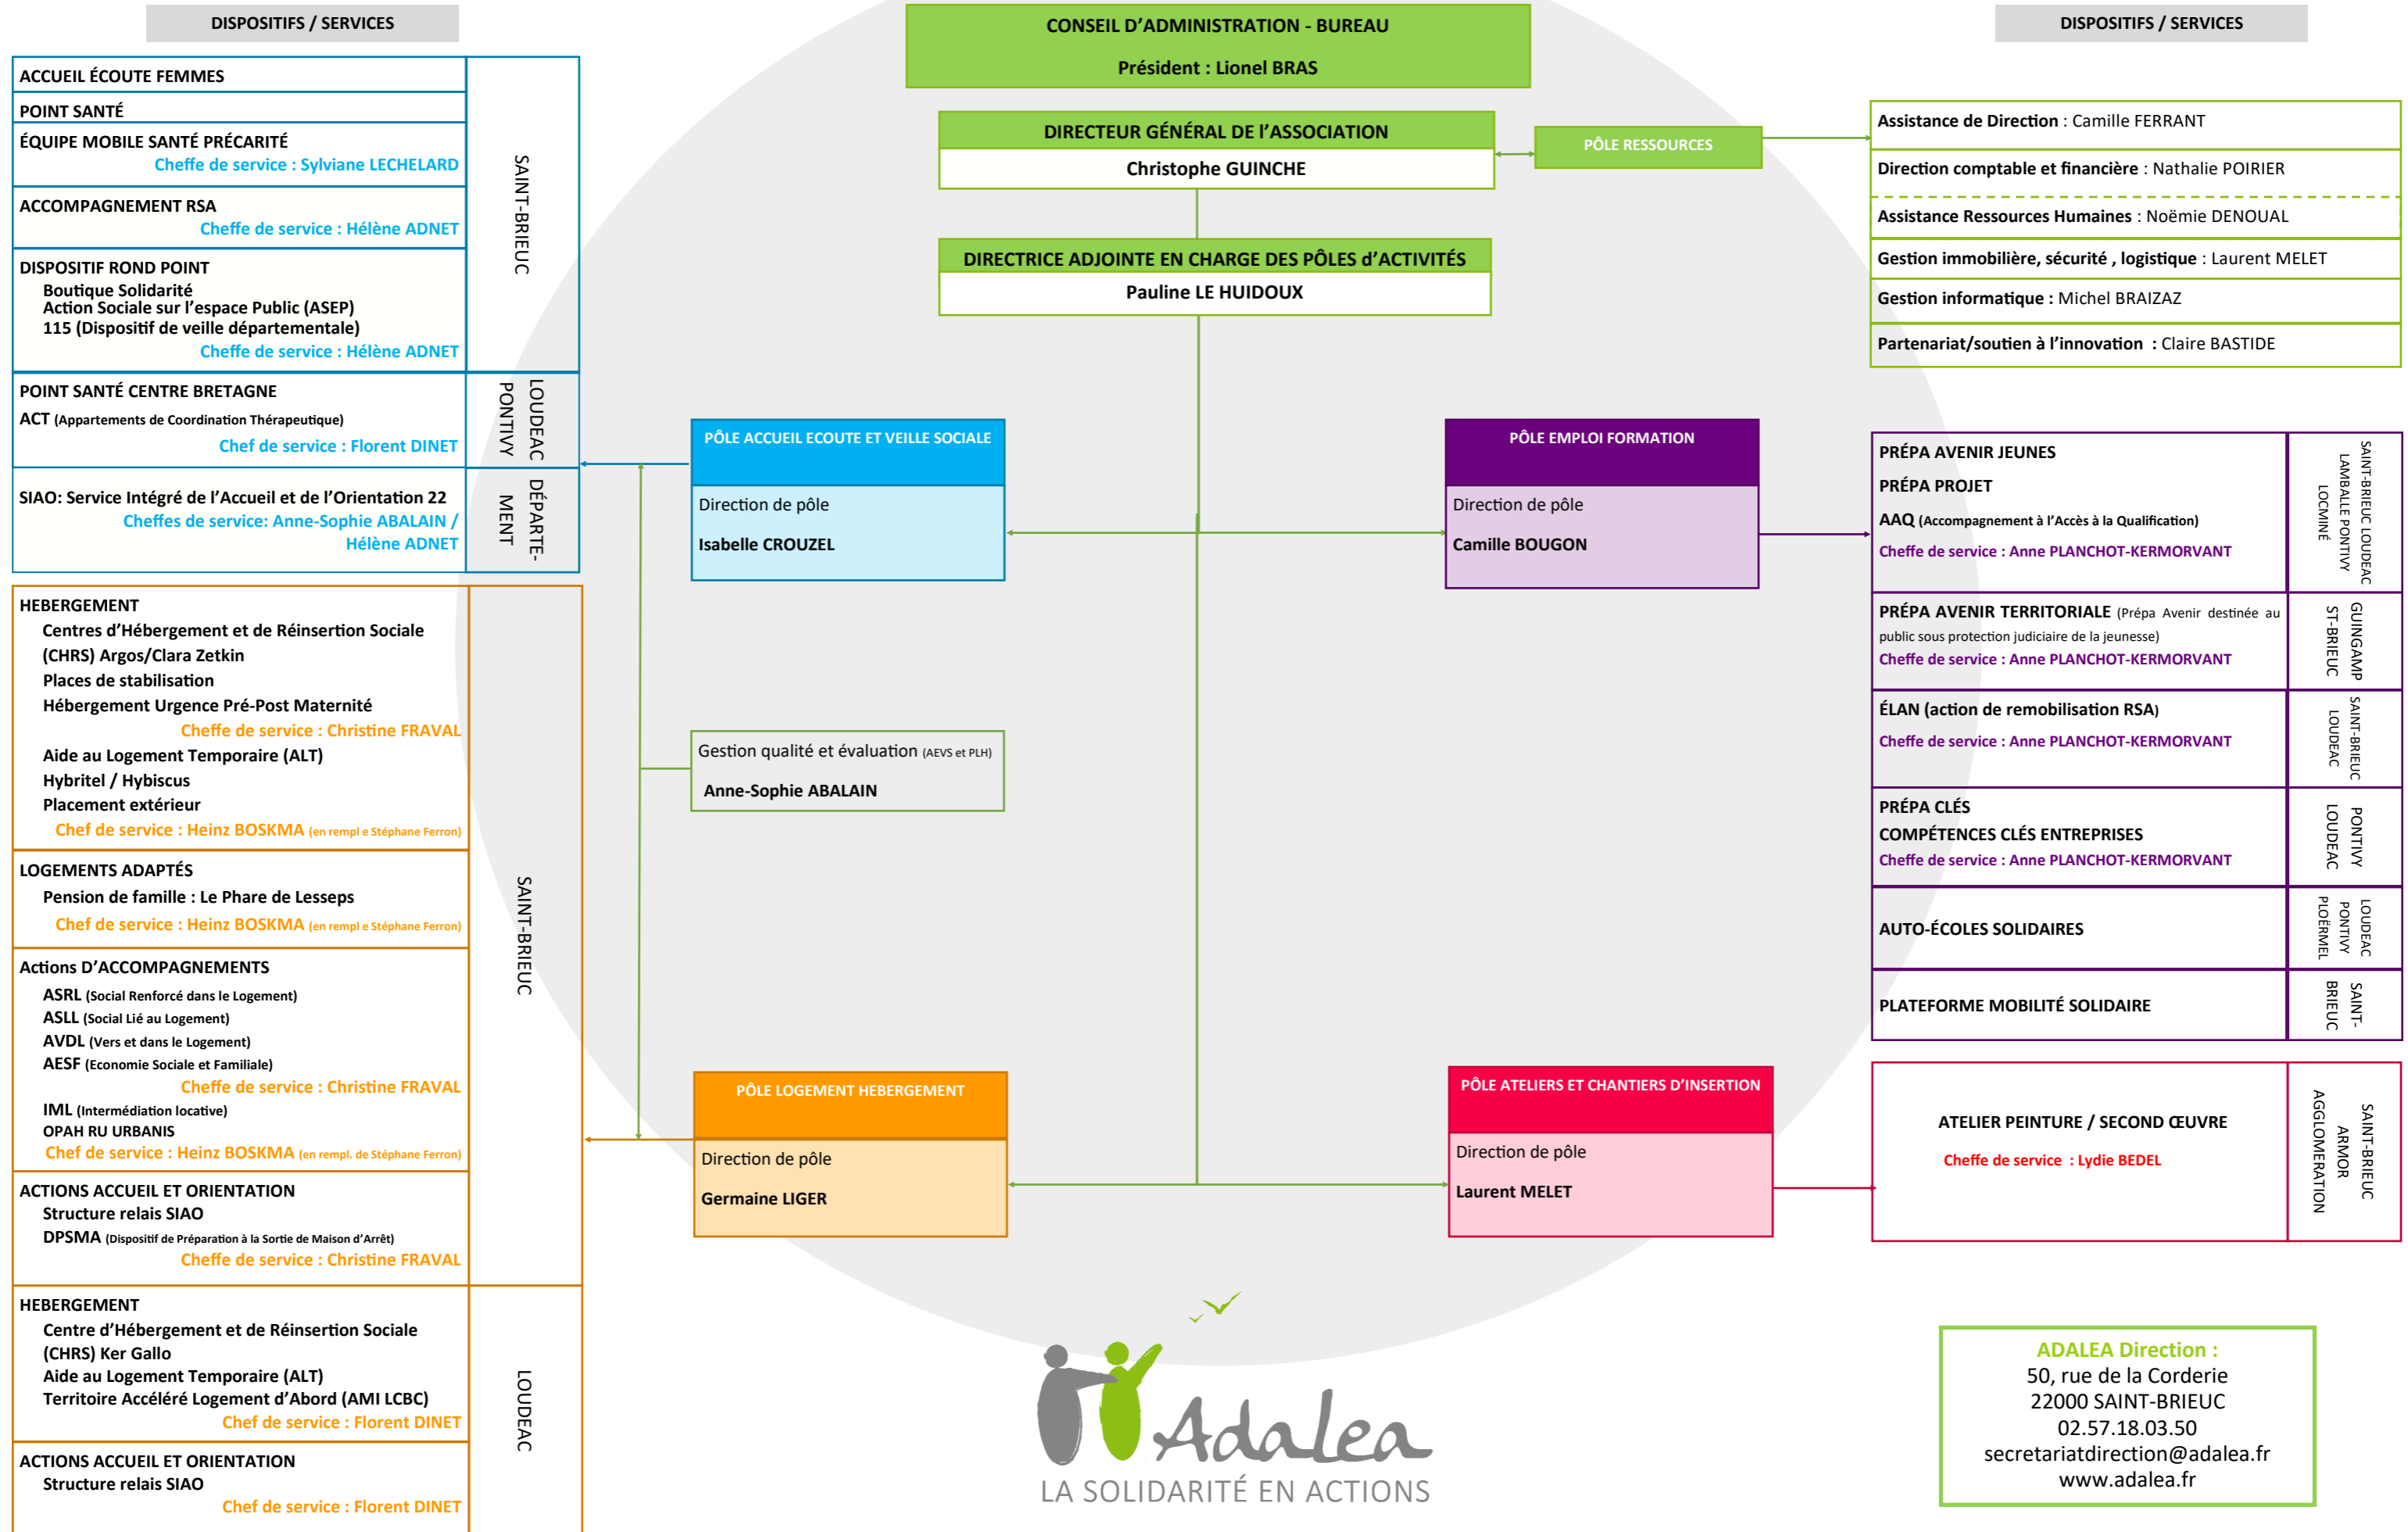 DISPOSITIFS / SERVICES
ACCUEIL ÉCOUTE FEMMES
POINT SANTÉ
ÉQUIPE MOBILE SANTÉ PRÉCARITÉ
Cheffe de service : Sylviane LECHELARD
ACCOMPAGNEMENT RSA
Cheffe de service : Hélène ADNET
DISPOSITIF ROND POINT
Boutique Solidarité
Action Sociale sur l’espace Public (ASEP)
115 (Dispositif de veille départementale)
Cheffe de service : Hélène ADNET
SAINT-BRIEUC
POINT SANTÉ CENTRE BRETAGNE
ACT (Appartements de Coordination Thérapeutique)
Chef de service : Florent DINET
LOUDEAC
PONTIVY
SIAO: Service Intégré de l’Accueil et de l’Orientation 22
Cheffes de service: Anne-Sophie ABALAIN /
Hélène ADNET
DÉPARTE-
MENT
HEBERGEMENT
Centres d’Hébergement et de Réinsertion Sociale
(CHRS) Argos/Clara Zetkin
Places de stabilisation
Hébergement Urgence Pré-Post Maternité
Cheffe de service : Christine FRAVAL
Aide au Logement Temporaire (ALT)
Hybritel / Hybiscus
Placement extérieur
Chef de service : Heinz BOSKMA (en rempl e Stéphane Ferron)
LOGEMENTS ADAPTÉS
Pension de famille : Le Phare de Lesseps
Chef de service : Heinz BOSKMA (en rempl e Stéphane Ferron)
Actions D’ACCOMPAGNEMENTS
ASRL (Social Renforcé dans le Logement)
ASLL (Social Lié au Logement)
AVDL (Vers et dans le Logement)
AESF (Economie Sociale et Familiale)
Cheffe de service : Christine FRAVAL
IML (Intermédiation locative)
OPAH RU URBANIS
Chef de service : Heinz BOSKMA (en rempl. de Stéphane Ferron)
ACTIONS ACCUEIL ET ORIENTATION
Structure relais SIAO
DPSMA (Dispositif de Préparation à la Sortie de Maison d’Arrêt)
Cheffe de service : Christine FRAVAL
SAINT-BRIEUC
HEBERGEMENT
Centre d’Hébergement et de Réinsertion Sociale
(CHRS) Ker Gallo
Aide au Logement Temporaire (ALT)
Territoire Accéléré Logement d’Abord (AMI LCBC)
Chef de service : Florent DINET
ACTIONS ACCUEIL ET ORIENTATION
Structure relais SIAO
Chef de service : Florent DINET
LOUDEAC
CONSEIL D’ADMINISTRATION - BUREAU
Président : Lionel BRAS
DIRECTEUR GÉNÉRAL DE l’ASSOCIATION
Christophe GUINCHE
PÔLE RESSOURCES
DIRECTRICE ADJOINTE EN CHARGE DES PÔLES d’ACTIVITÉS
Pauline LE HUIDOUX
PÔLE ACCUEIL ECOUTE ET VEILLE SOCIALE
Direction de pôle
Isabelle CROUZEL
PÔLE EMPLOI FORMATION
Direction de pôle
Camille BOUGON
Gestion qualité et évaluation (AEVS et PLH)
Anne-Sophie ABALAIN
PÔLE LOGEMENT HEBERGEMENT
Direction de pôle
Germaine LIGER
PÔLE ATELIERS ET CHANTIERS D’INSERTION
Direction de pôle
Laurent MELET
Adalea
LA SOLIDARITÉ EN ACTIONS
DISPOSITIFS / SERVICES
Assistance de Direction : Camille FERRANT
Direction comptable et financière : Nathalie POIRIER
Assistance Ressources Humaines : Noëmie DENOUAL
Gestion immobilière, sécurité , logistique : Laurent MELET
Gestion informatique : Michel BRAIZAZ
Partenariat/soutien à l’innovation : Claire BASTIDE
PRÉPA AVENIR JEUNES
PRÉPA PROJET
AAQ (Accompagnement à l’Accès à la Qualification)
Cheffe de service : Anne PLANCHOT-KERMORVANT
SAINT-BRIEUC LOUDEAC
LAMBALLE PONTIVY
LOCMINÉ
PRÉPA AVENIR TERRITORIALE (Prépa Avenir destinée au
public sous protection judiciaire de la jeunesse)
Cheffe de service : Anne PLANCHOT-KERMORVANT
GUINGAMP
ST-BRIEUC
ÉLAN (action de remobilisation RSA)
Cheffe de service : Anne PLANCHOT-KERMORVANT
SAINT-BRIEUC
LOUDEAC
PRÉPA CLÉS
COMPÉTENCES CLÉS ENTREPRISES
Cheffe de service : Anne PLANCHOT-KERMORVANT
PONTIVY
LOUDEAC
AUTO-ÉCOLES SOLIDAIRES
LOUDEAC
PONTIVY
PLOËRMEL
PLATEFORME MOBILITÉ SOLIDAIRE
SAINT-
BRIEUC
ATELIER PEINTURE / SECOND ŒUVRE
Cheffe de service : Lydie BEDEL
SAINT-BRIEUC
ARMOR
AGGLOMERATION
ADALEA Direction :
50, rue de la Corderie
22000 SAINT-BRIEUC
02.57.18.03.50
secretariatdirection@adalea.fr
www.adalea.fr